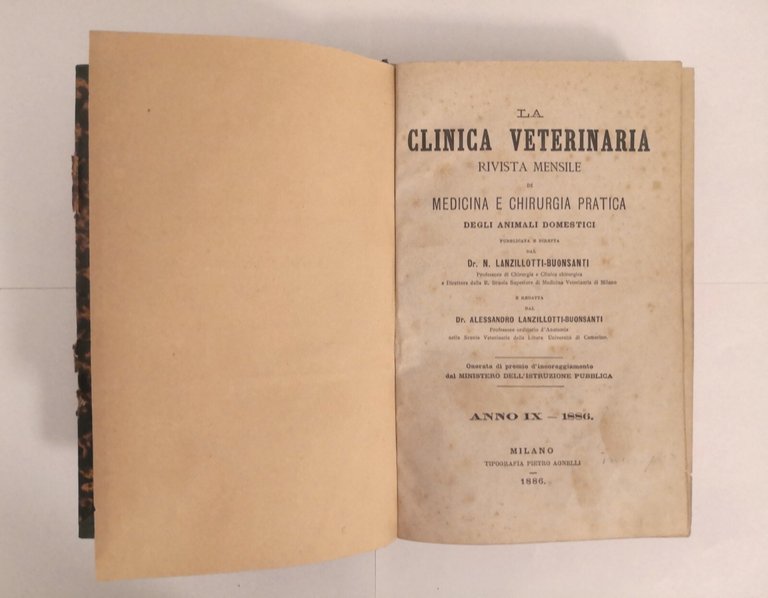 LA
CLINICA VETERINARIA
RIVISTA MENSILE
DI
MEDICINA E CHIRURGIA PRATICA
DEGLI ANIMALI DOMESTICI
PUBBLICATA E DIRETTA
DAL
Dr. N. LANZILLOTTI-BUONSANTI
Professore di Chirurgia e Clinica chirurgica
e Direttore della R. Scuola Superiore di Medicina Veterinaria di Milano
E REDATTA
DAL
Dr. ALESSANDRO LANZILLOTTI-BUONSANTI
Professore ordinario d'Anatomia
nella Scuola Veterinaria della Libera Università di Camerino.
Onorata di premio d'incoraggiamento
dal MINISTERO DELL'ISTRUZIONE PUBBLICA
ANNO IX — 1886.
MILANO
TIPOGRAFIA PIETRO AGNELLI
1886.